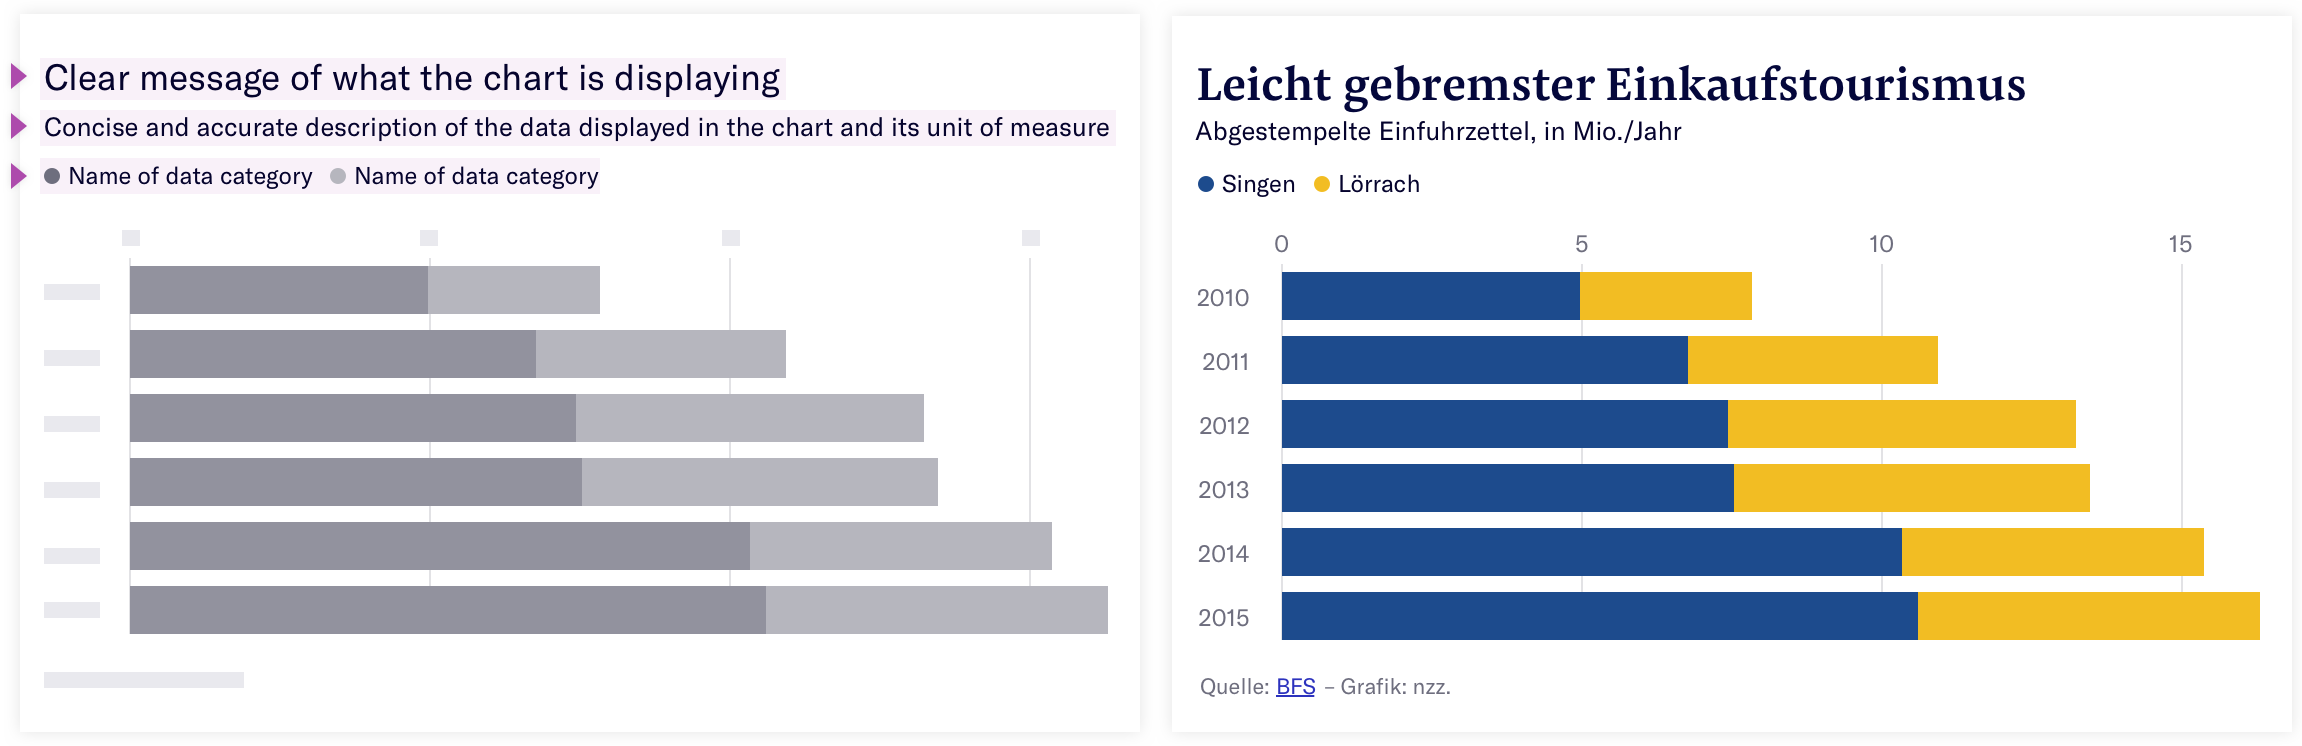 Clear message of what the chart is displaying
Concise and accurate description of the data displayed in the chart and its unit of measure
Name of data category Name of data category
Leicht gebremster Einkaufstourismus
Abgestempelte Einfuhrzettel, in Mio./Jahr
Singen Lörrach
0 5 10 15
2010
2011
2012
2013
2014
2015
Quelle: BFS – Grafik: nzz.